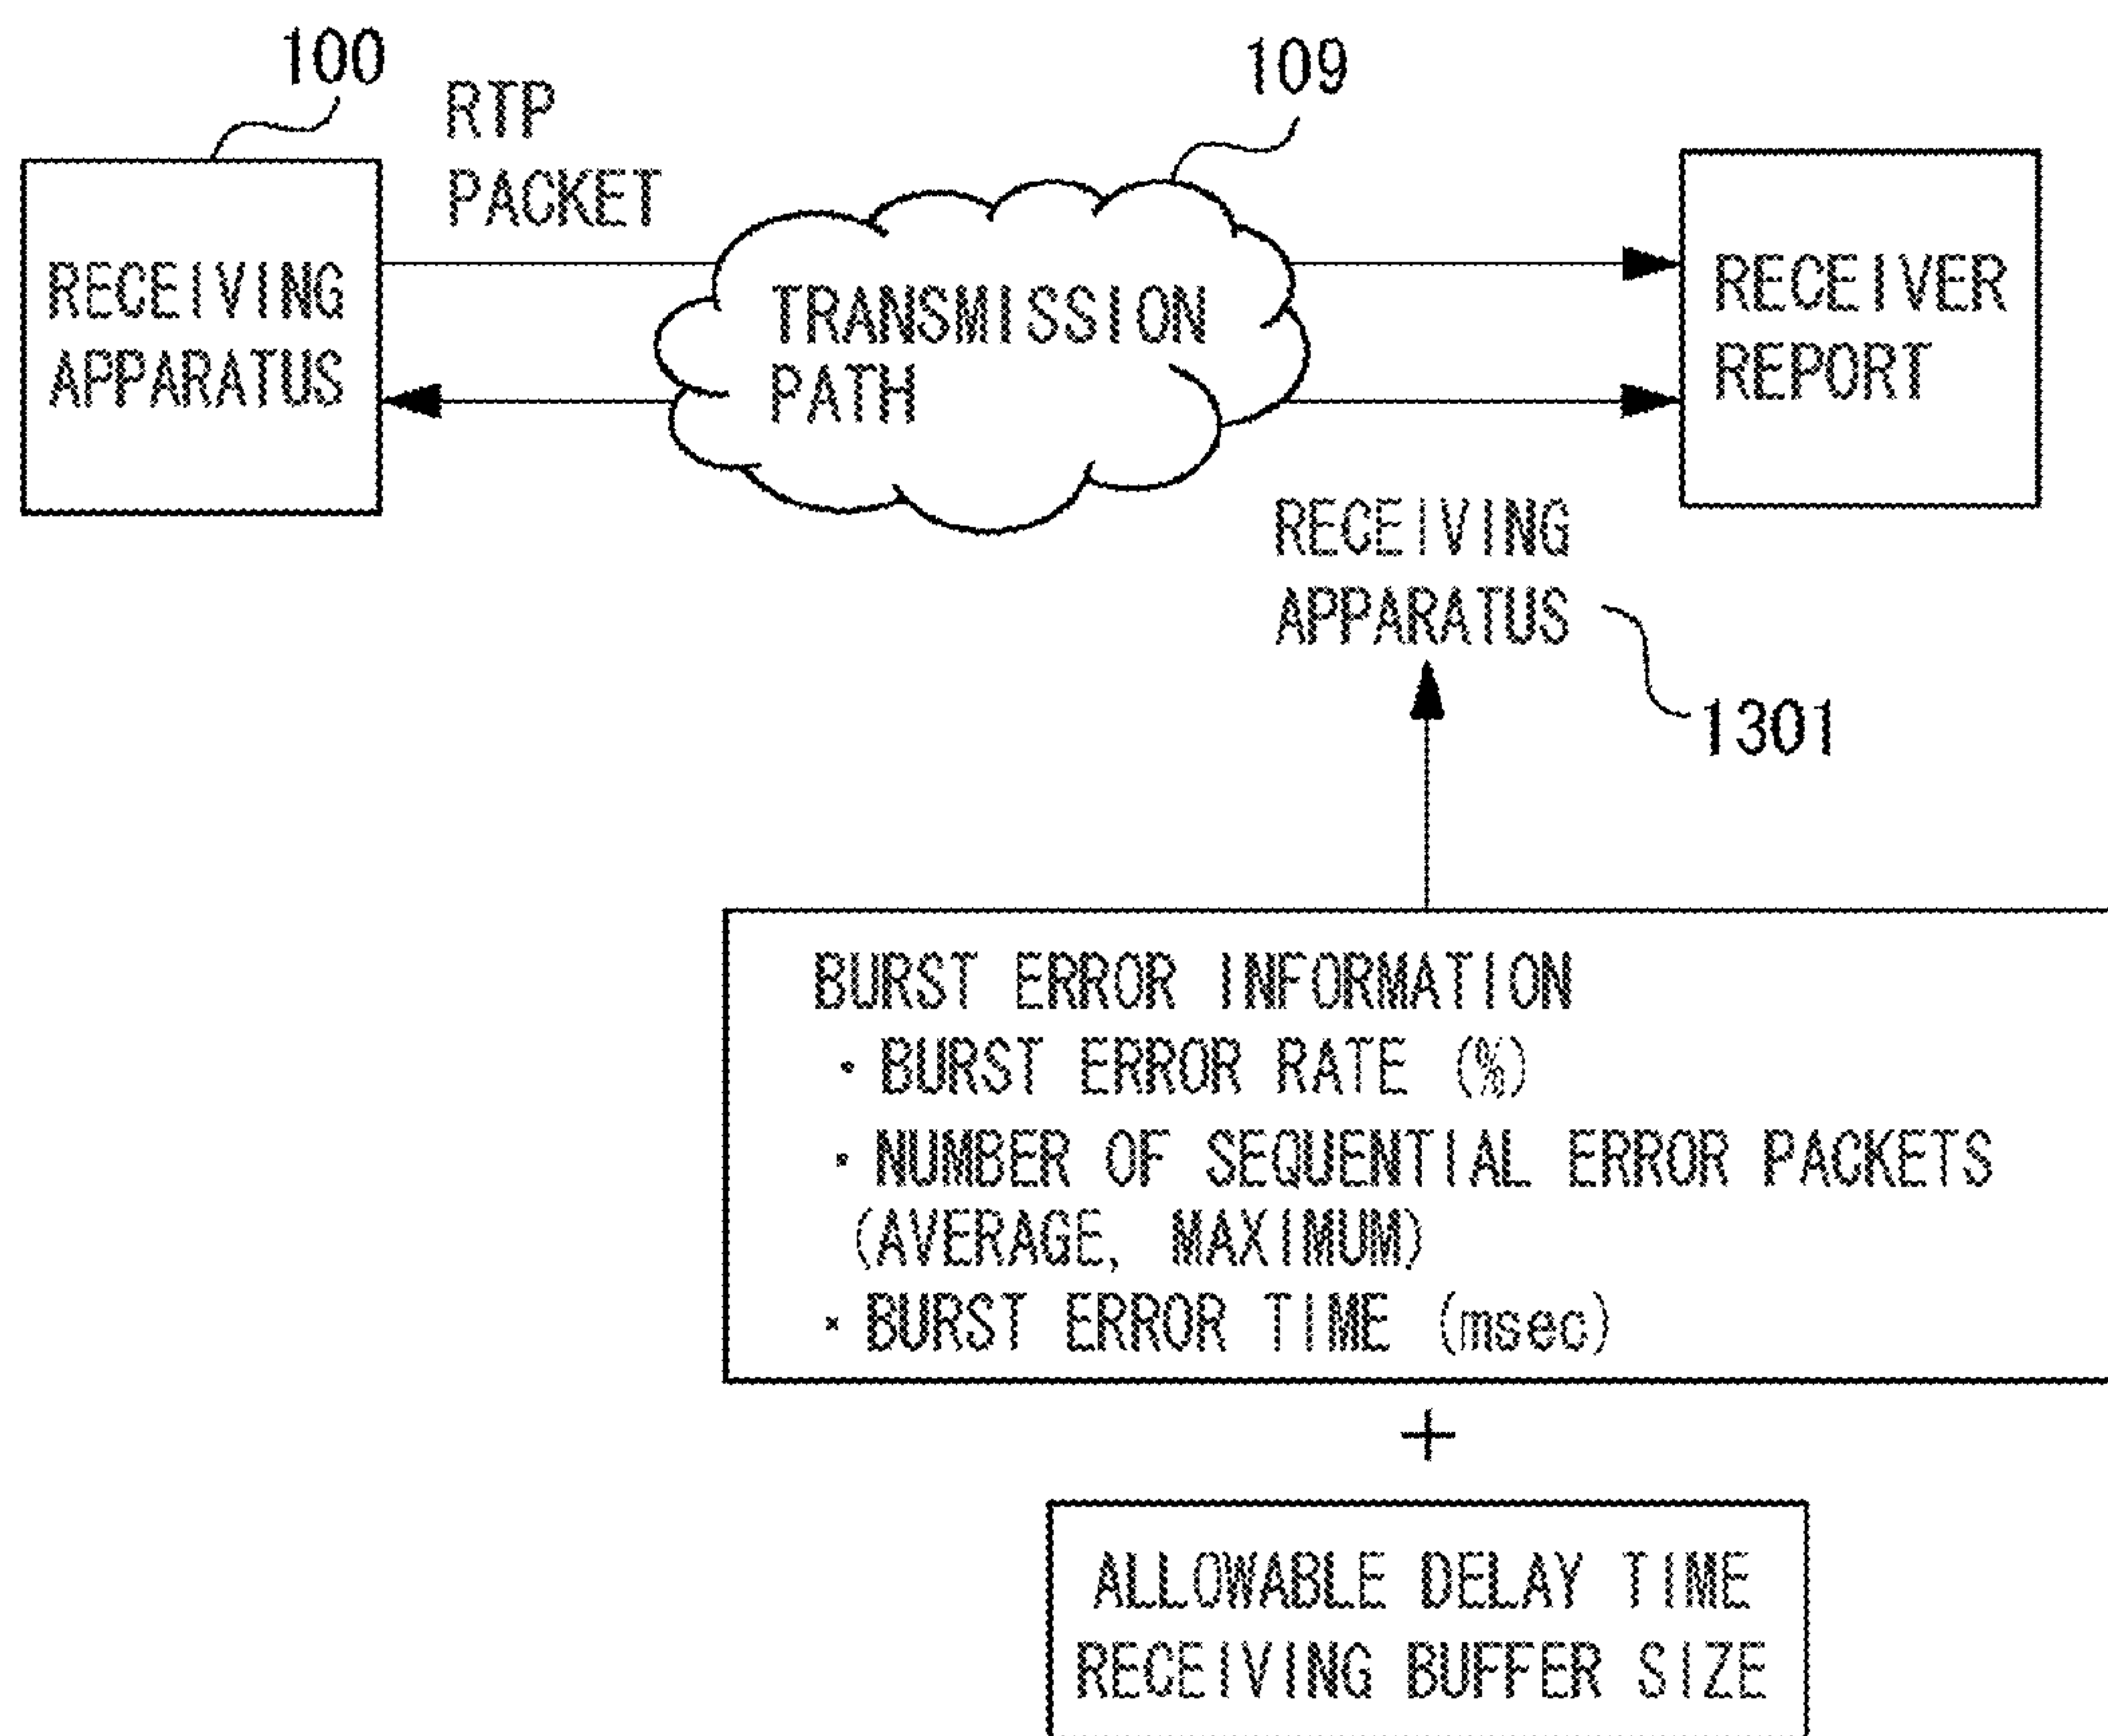 100
RTP
PACKET
109
RECEIVING
APPARATUS
TRANSMISSION
PATH
RECEIVER
REPORT
RECEIVING
APPARATUS
1301
BURST ERROR INFORMATION
・BURST ERROR RATE (%)
・NUMBER OF SEQUENTIAL ERROR PACKETS
(AVERAGE, MAXIMUM)
・BURST ERROR TIME (msec)
+
ALLOWABLE DELAY TIME
RECEIVING BUFFER SIZE